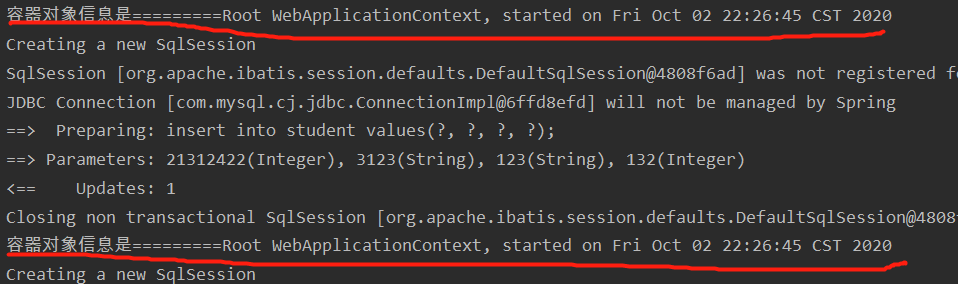 容器对象信息是=========Root WebApplicationContext, started on Fri Oct 02 22:26:45 CST 2020
Creating a new SqlSession
SqlSession [org.apache.ibatis.session.defaults.DefaultSqlSession@4808f6ad] was not registered fo
JDBC Connection [com.mysql.cj.jdbc.ConnectionImpl@6ffd8efd] will not be managed by Spring
==>  Preparing: insert into student values(?, ?, ?, ?);
==> Parameters: 21312422(Integer), 3123(String), 123(String), 132(Integer)
<==    Updates: 1
Closing non transactional SqlSession [org.apache.ibatis.session.defaults.DefaultSqlSession@4808
容器对象信息是=========Root WebApplicationContext, started on Fri Oct 02 22:26:45 CST 2020
Creating a new SqlSession